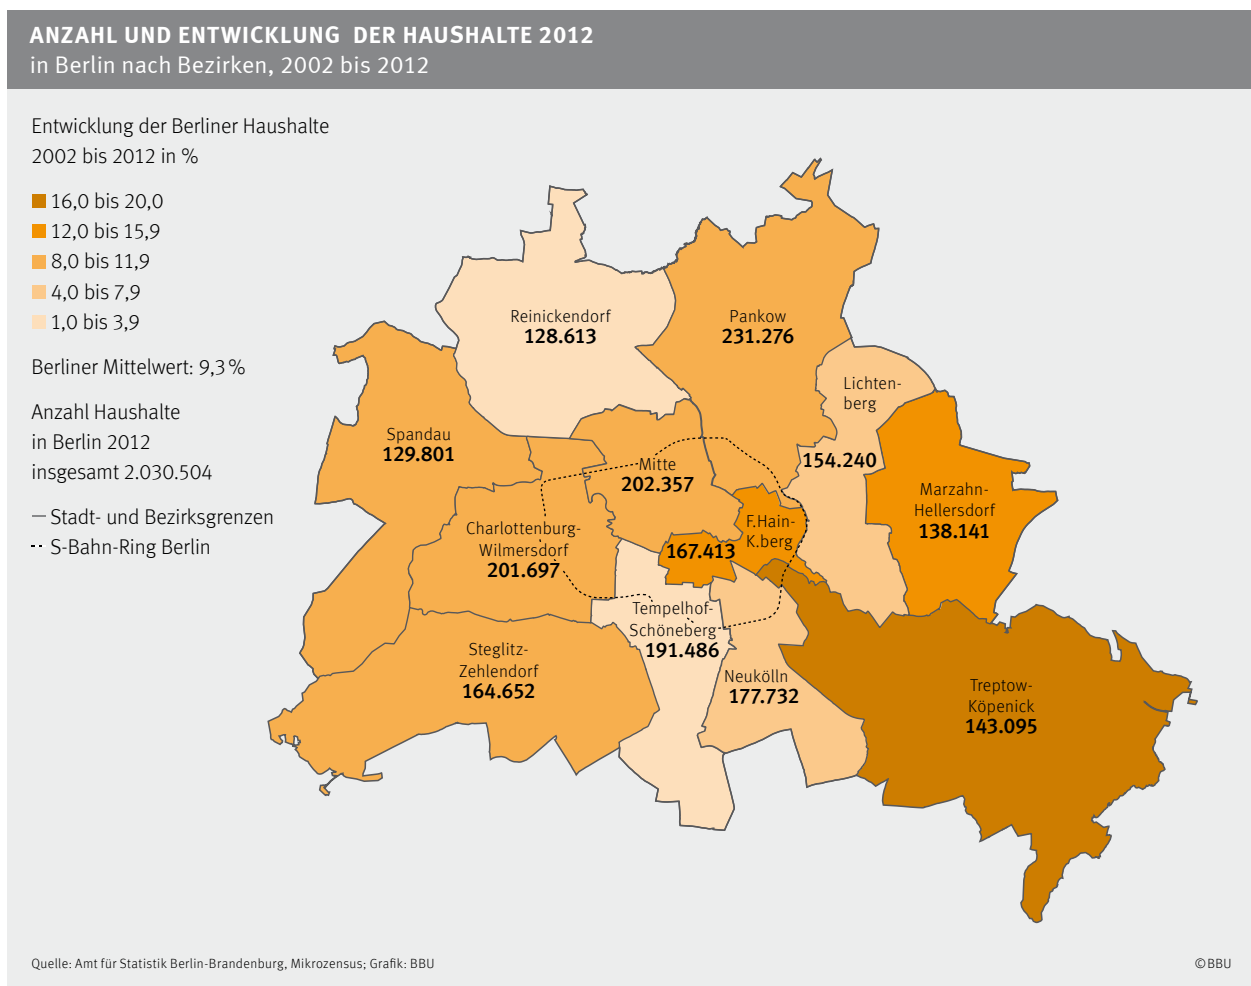 ANZAHL UND ENTWICKLUNG DER HAUSHALTE 2012
in Berlin nach Bezirken, 2002 bis 2012
Entwicklung der Berliner Haushalte
2002 bis 2012 in %
16,0 bis 20,0
12,0 bis 15,9
8,0 bis 11,9
4,0 bis 7,9
1,0 bis 3,9
Berliner Mittelwert: 9,3 %
Anzahl Haushalte
in Berlin 2012
insgesamt 2.030.504
Stadt- und Bezirksgrenzen
S-Bahn-Ring Berlin
Reinickendorf
128.613
Pankow
231.276
Lichten-
berg
154.240
Spandau
129.801
Mitte
202.357
Marzahn-
Hellersdorf
138.141
Charlottenburg-
Wilmersdorf
201.697
F.Hain-
K.berg
167.413
Tempelhof-
Schöneberg
191.486
Steglitz-
Zehlendorf
164.652
Neukölln
177.732
Treptow-
Köpenick
143.095
Quelle: Amt für Statistik Berlin-Brandenburg, Mikrozensus; Grafik: BBU
©BBU